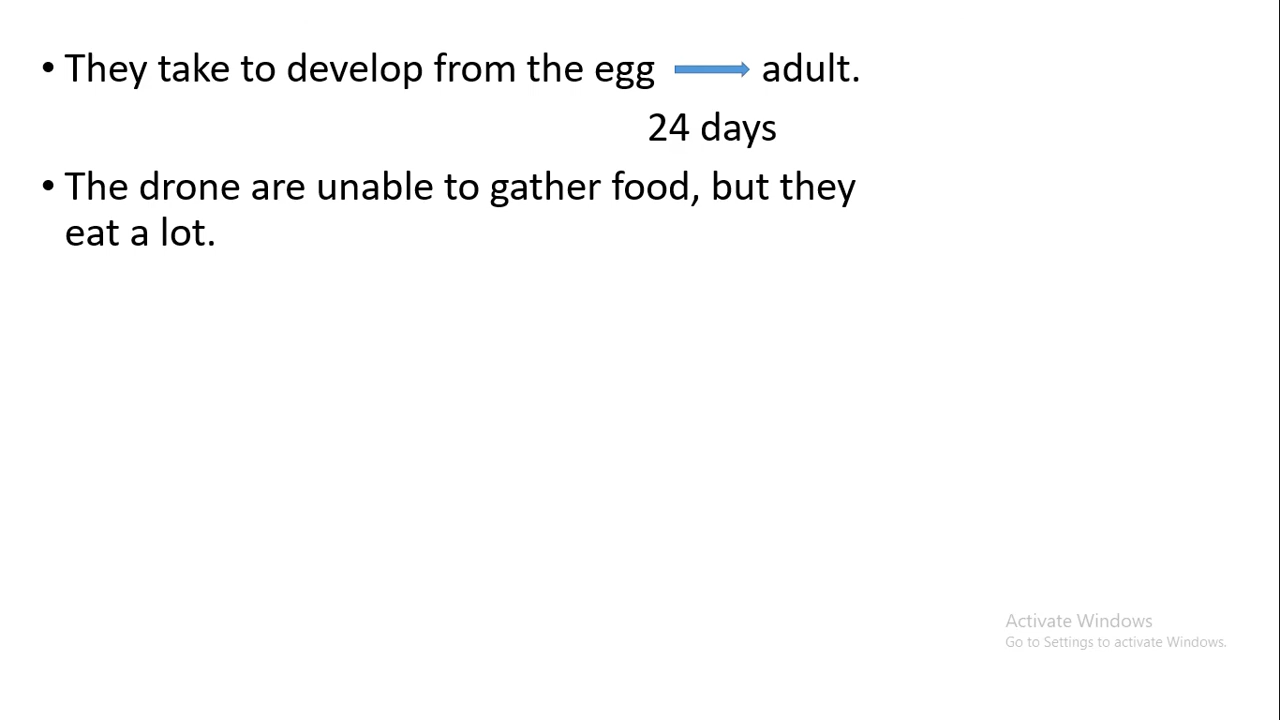 • They take to develop from the egg adult.
24 days
• The drone are unable to gather food, but they
eat a lot.
Activate Windows
Go to Settings to activate Windows.